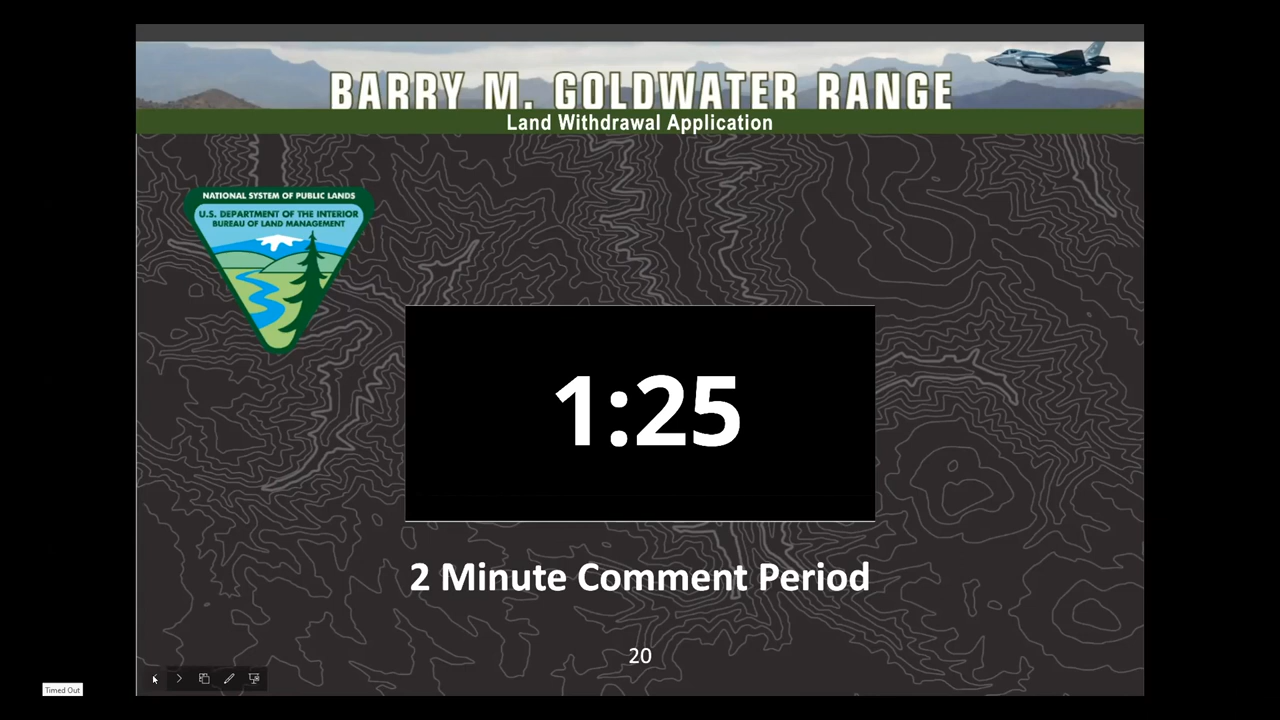 BARRY M. GOLDWATER RANGE
Land Withdrawal Application
NATIONAL SYSTEM OF PUBLIC LANDS
U.S. DEPARTMENT OF THE INTERIOR
BUREAU OF LAND MANAGEMENT
1:25
2 Minute Comment Period
20
Timed Out